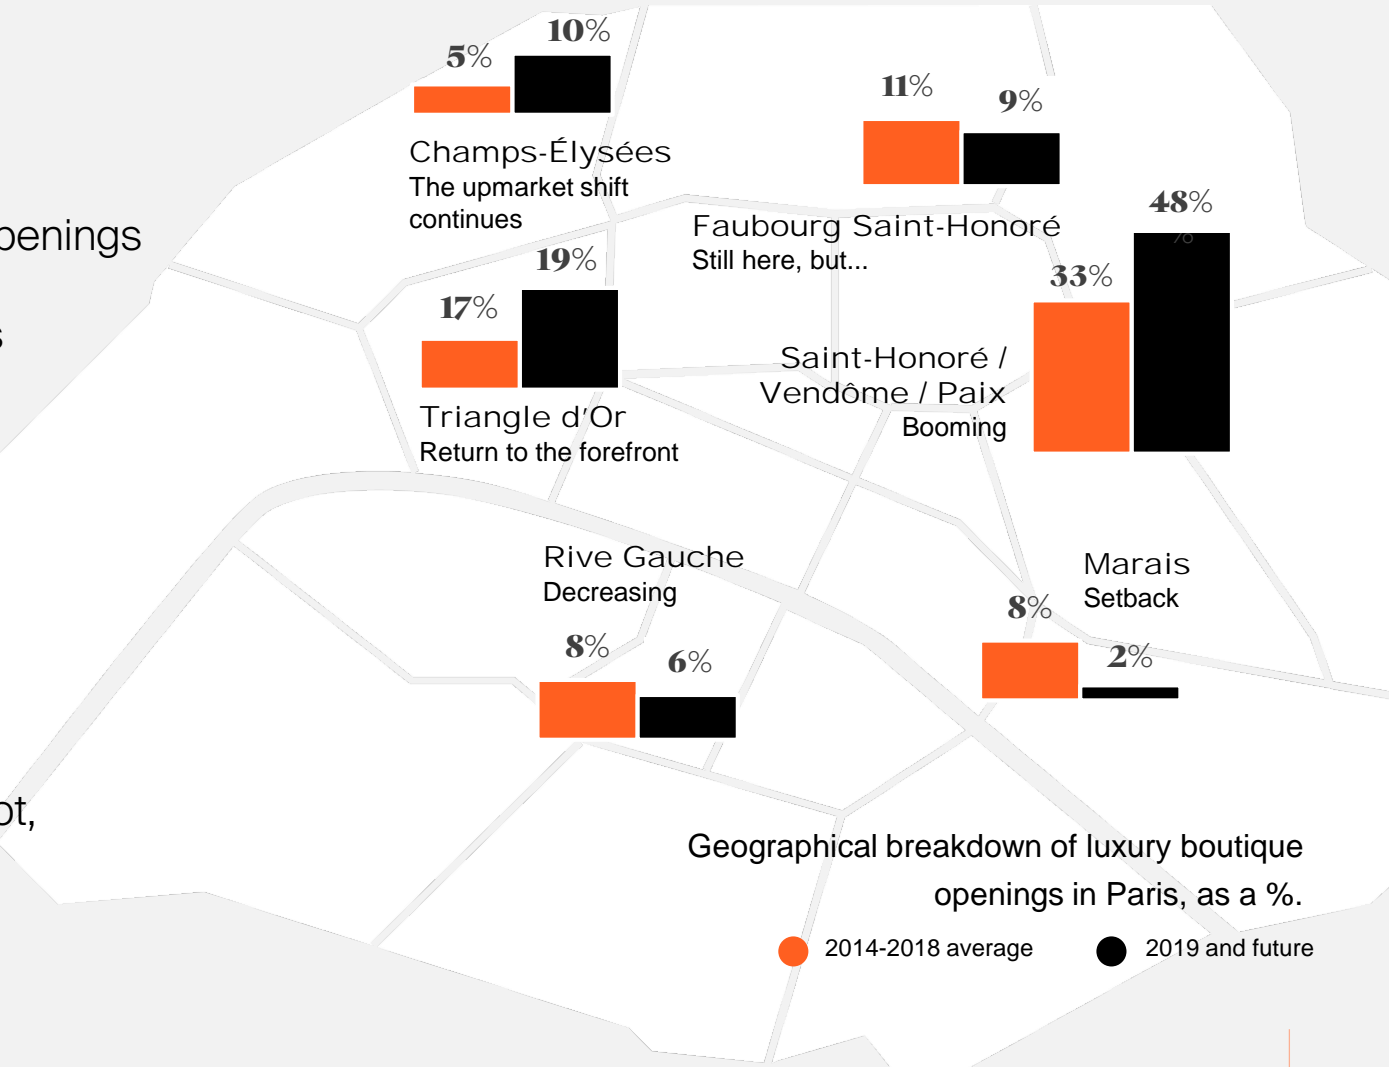 5%
10%
Champs-Élysées
The upmarket shift
continues
11%
9%
Faubourg Saint-Honoré
Still here, but...
penings
s
17%
19%
Triangle d'Or
Return to the forefront
33%
48%
%
Saint-Honoré /
Vendôme / Paix
Booming
Rive Gauche
Decreasing
8%
6%
Marais
Setback
8%
2%
ot,
Geographical breakdown of luxury boutique
openings in Paris, as a %.
2014-2018 average
2019 and future